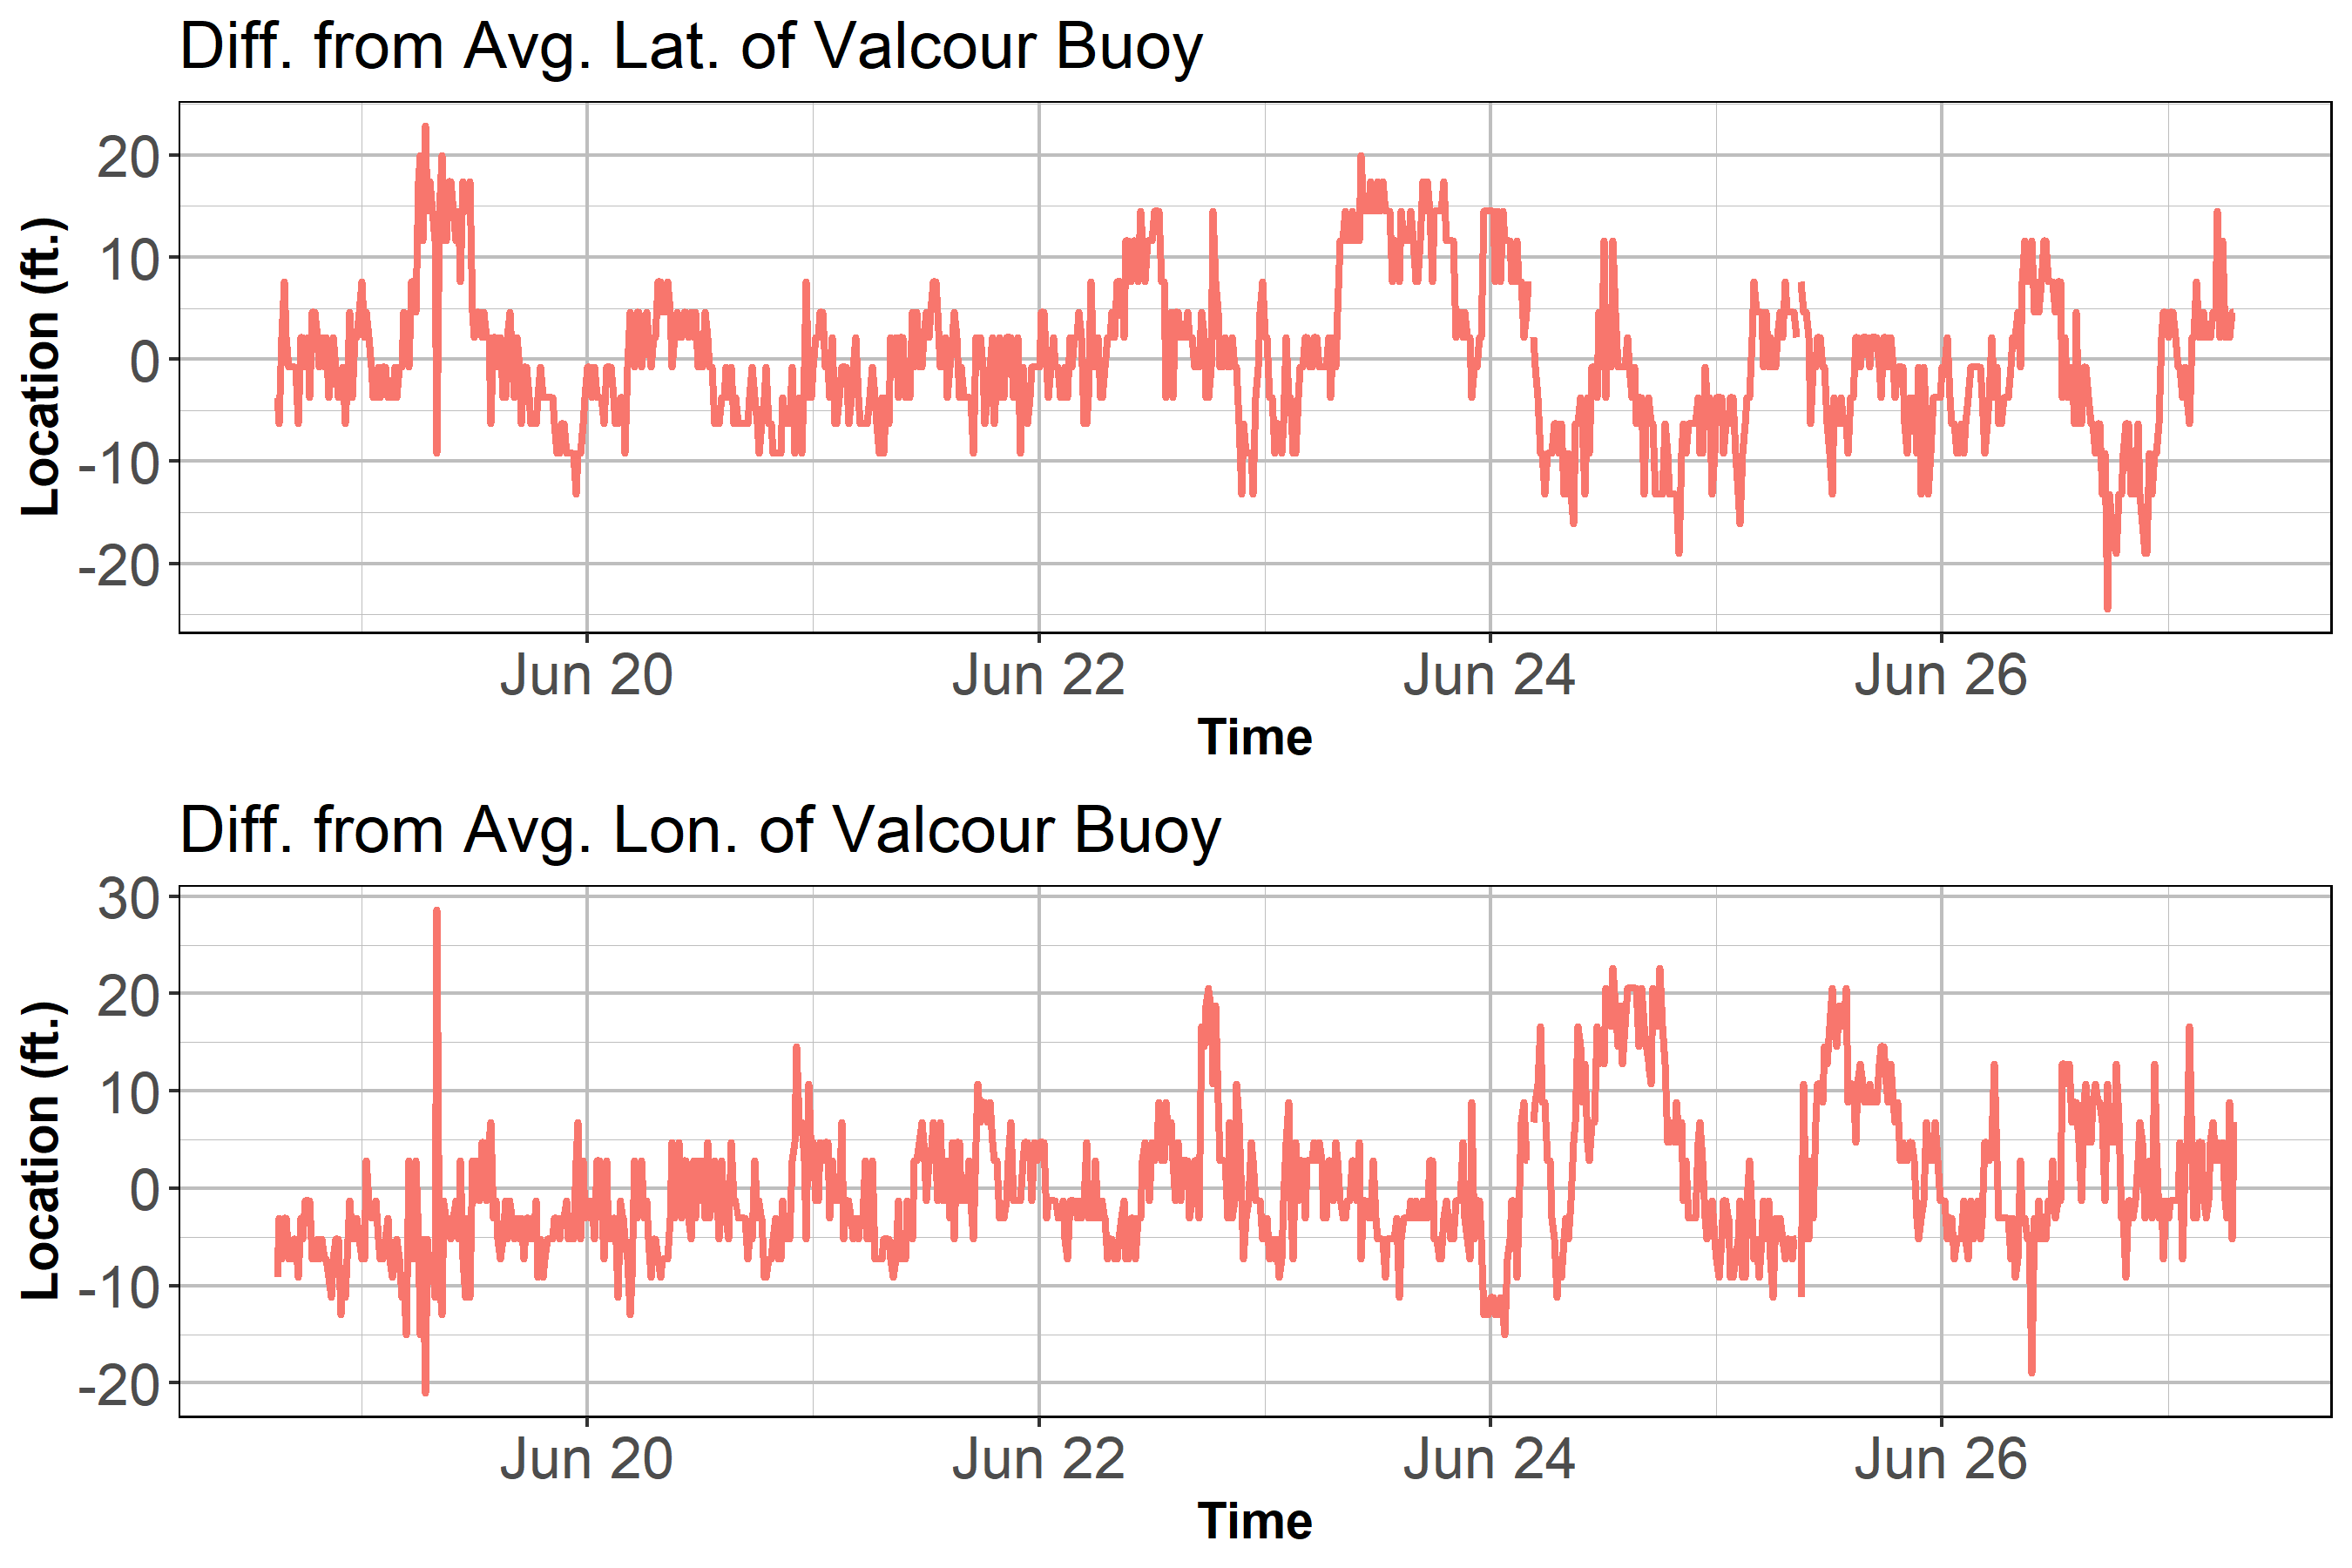 Diff. from Avg. Lat. of Valcour Buoy
Location (ft.)
20
10
0
-10
-20
Jun 20 Jun 22 Jun 24 Jun 26
Time
Diff. from Avg. Lon. of Valcour Buoy
Location (ft.)
30
20
10
0
-10
-20
Jun 20 Jun 22 Jun 24 Jun 26
Time